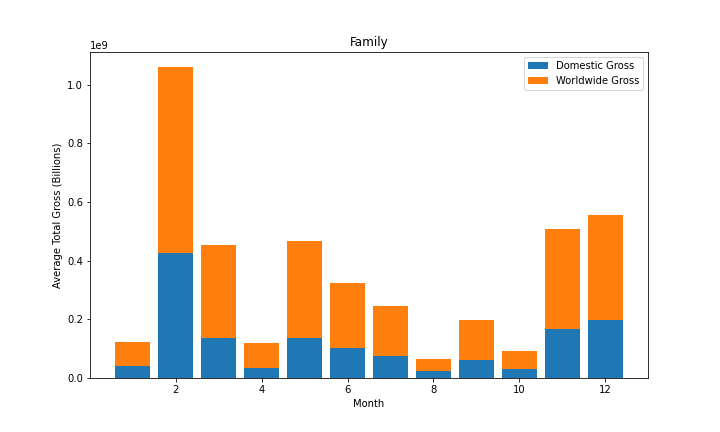 Family
1e9
Domestic Gross
Worldwide Gross
1.0
0.8
0.6
0.4
0.2
0.0
Average Total Gross (Billions)
2 4 6 8 10 12
Month